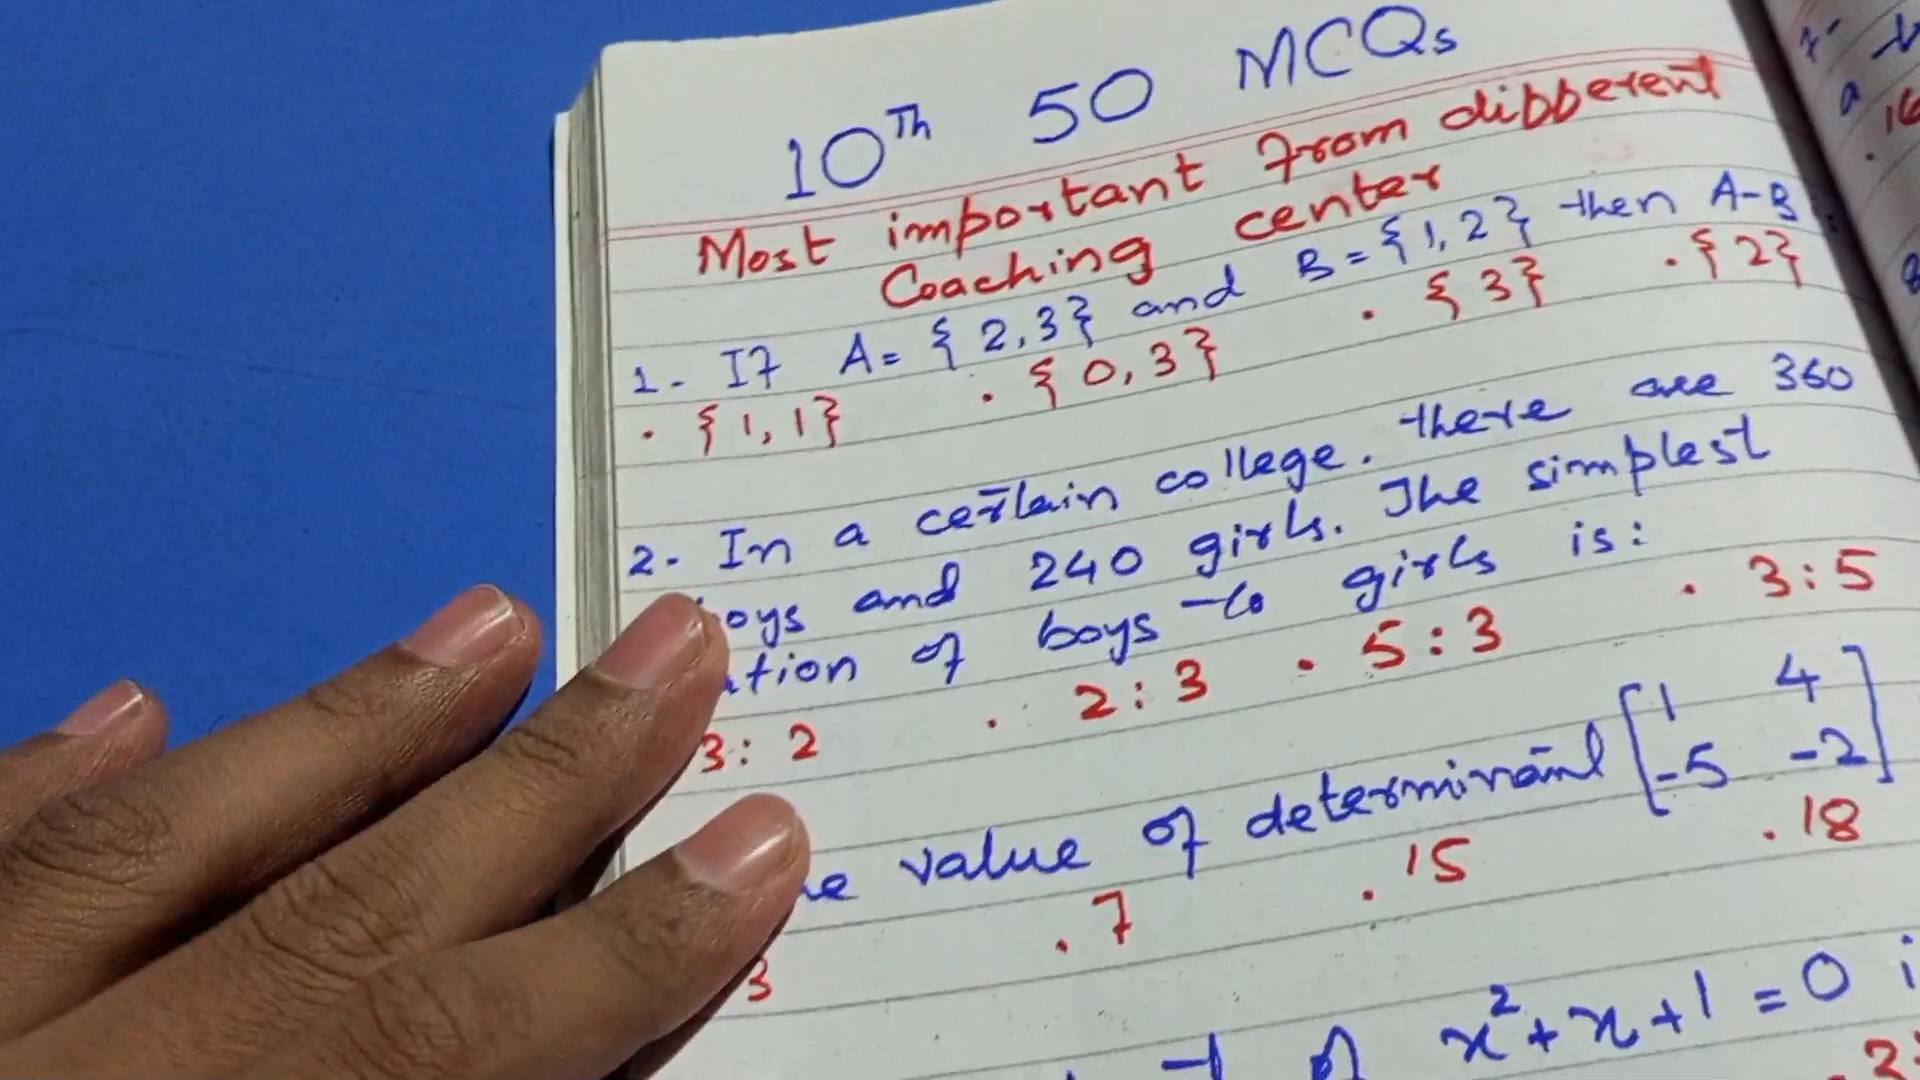 10Th 50 MCQs
Most important From different
Coaching center
1- If A= {2,3} and B={1,2} then A-B
. {1,1} . {0,3} . {3} .{2}
2- In a certain college. there are 360
boys and 240 girls. The simplest
of boys to girls is:
3:2 . 2:3 . 5:3 . 3:5
value of determinant [1 4
-5 -2]
3 .7 .15 .18
of x²+x+1=0